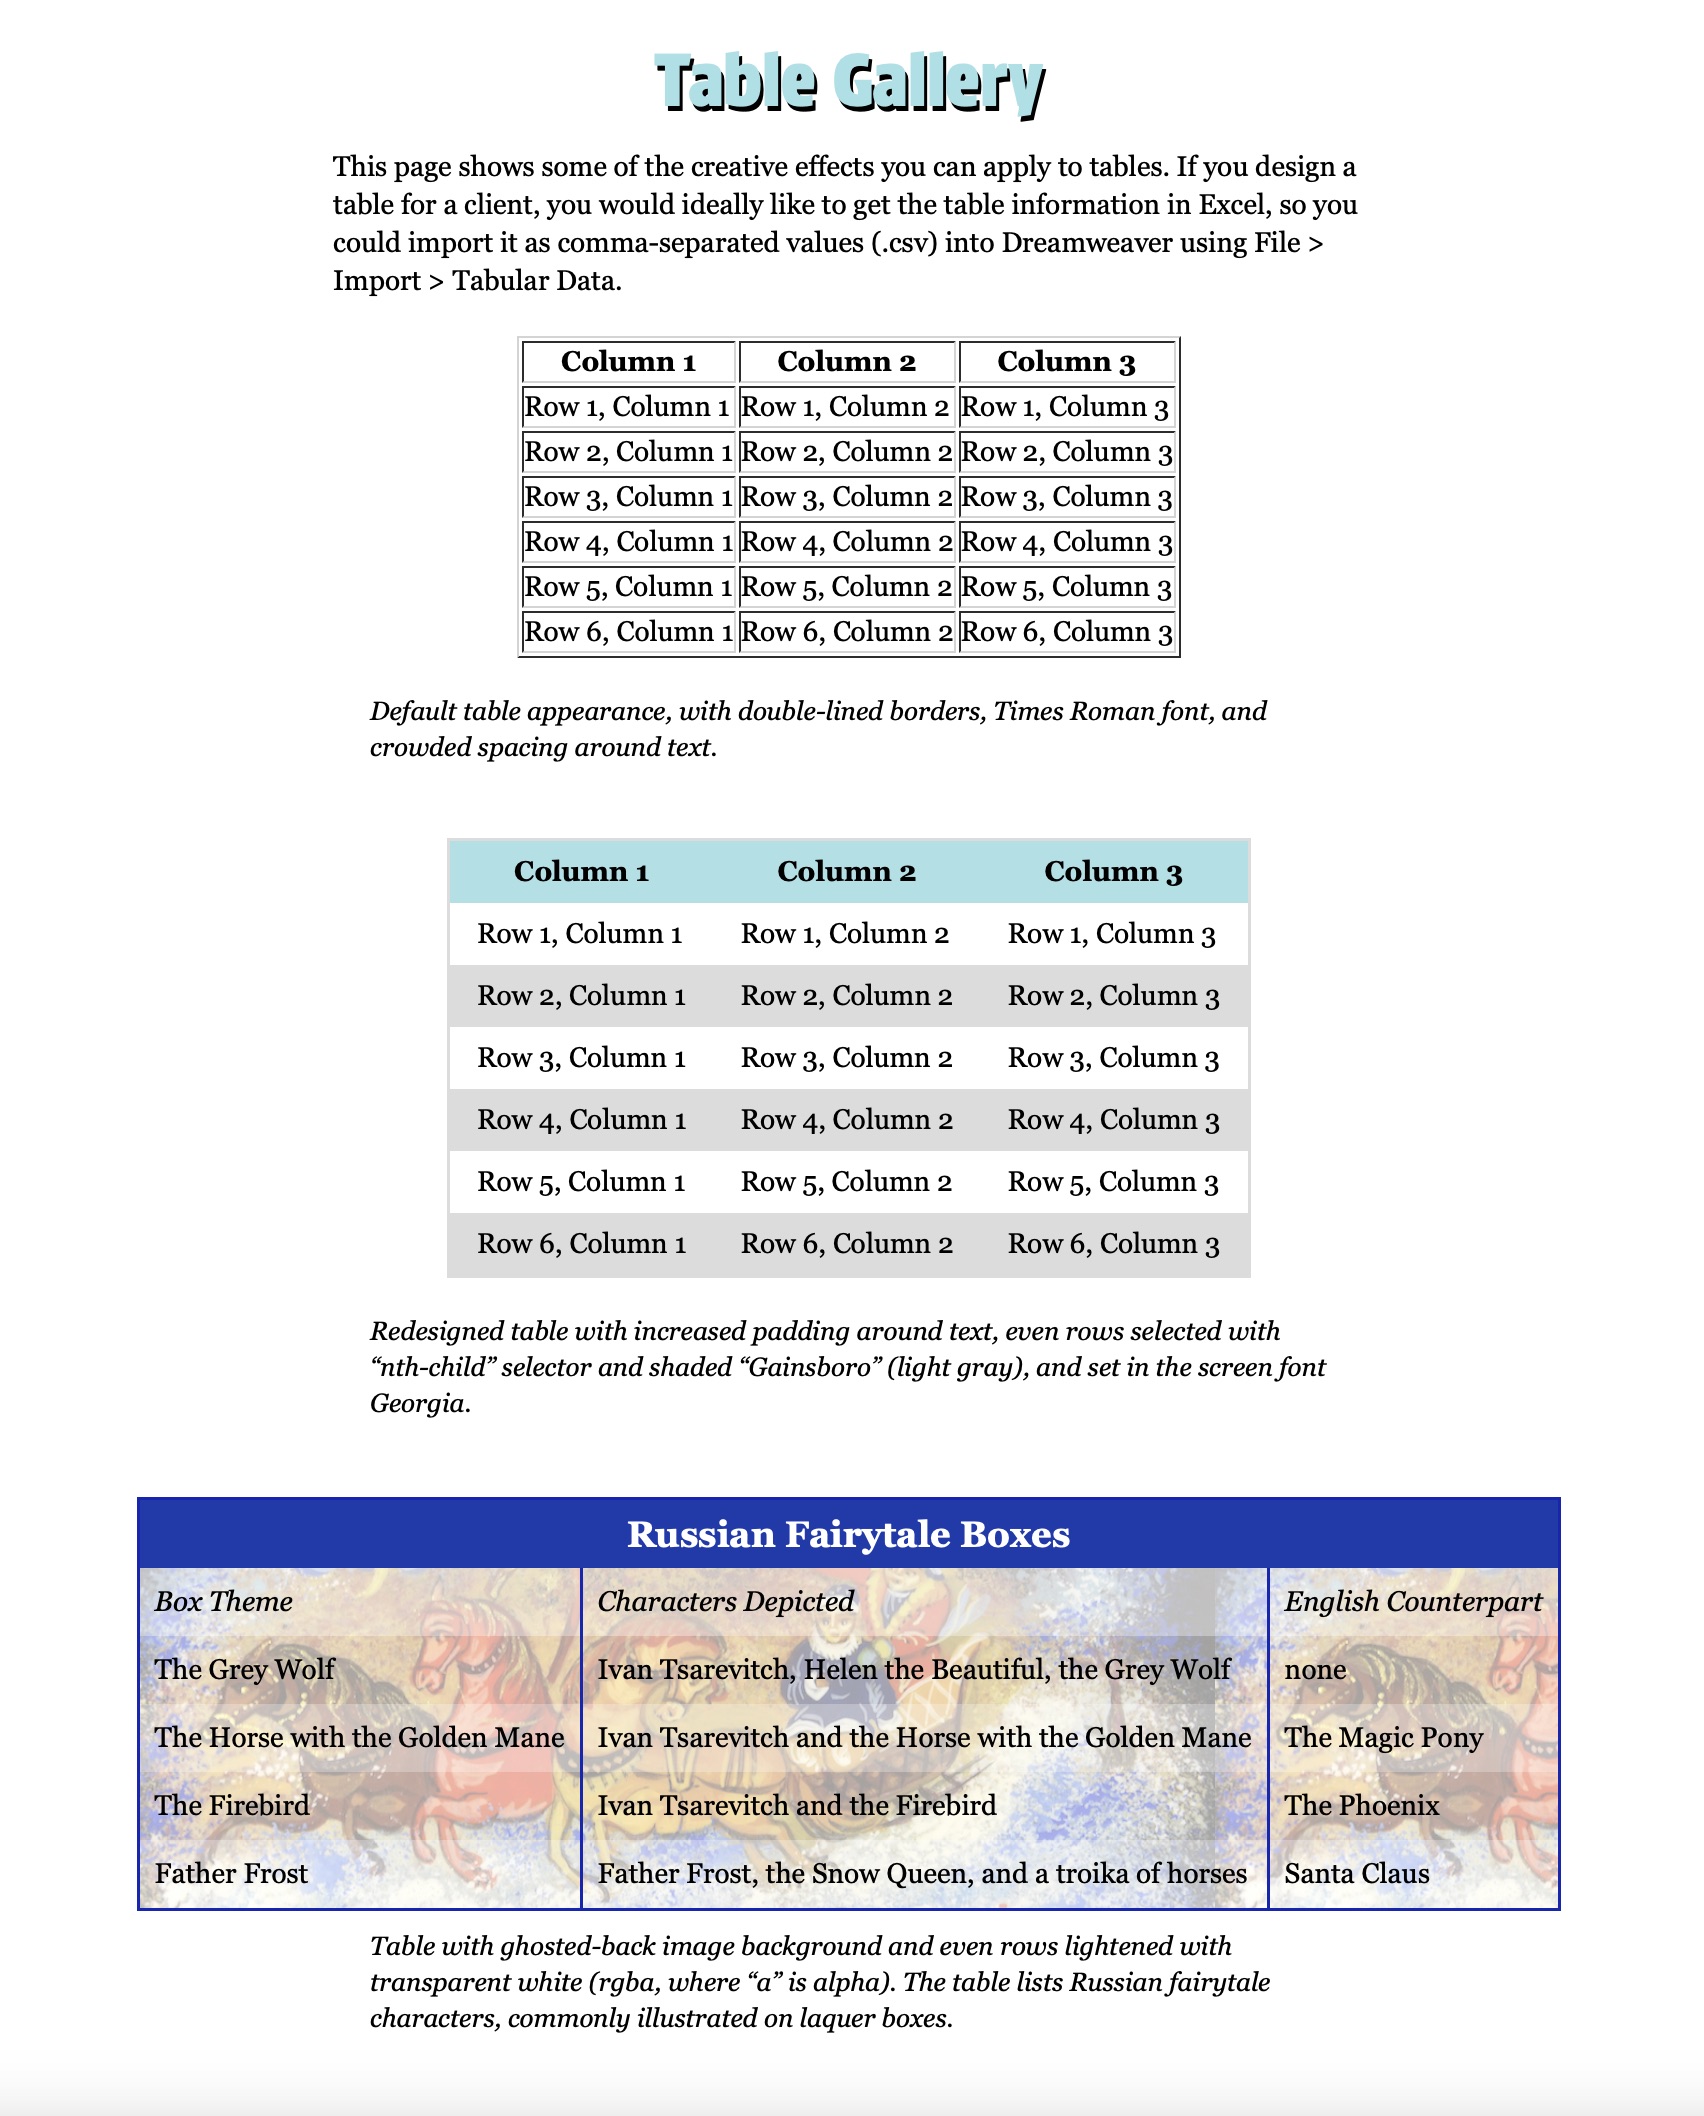 Table Gallery
This page shows some of the creative effects you can apply to tables. If you design a
table for a client, you would ideally like to get the table information in Excel, so you
could import it as comma-separated values (.csv) into Dreamweaver using File >
Import > Tabular Data.
Column 1 Column 2 Column 3
Row 1, Column 1 Row 1, Column 2 Row 1, Column 3
Row 2, Column 1 Row 2, Column 2 Row 2, Column 3
Row 3, Column 1 Row 3, Column 2 Row 3, Column 3
Row 4, Column 1 Row 4, Column 2 Row 4, Column 3
Row 5, Column 1 Row 5, Column 2 Row 5, Column 3
Row 6, Column 1 Row 6, Column 2 Row 6, Column 3
Default table appearance, with double-lined borders, Times Roman font, and
crowded spacing around text.
Column 1 Column 2 Column 3
Row 1, Column 1 Row 1, Column 2 Row 1, Column 3
Row 2, Column 1 Row 2, Column 2 Row 2, Column 3
Row 3, Column 1 Row 3, Column 2 Row 3, Column 3
Row 4, Column 1 Row 4, Column 2 Row 4, Column 3
Row 5, Column 1 Row 5, Column 2 Row 5, Column 3
Row 6, Column 1 Row 6, Column 2 Row 6, Column 3
Redesigned table with increased padding around text, even rows selected with
“nth-child” selector and shaded “Gainsboro” (light gray), and set in the screen font
Georgia.
Russian Fairytale Boxes
Box Theme Characters Depicted English Counterpart
The Grey Wolf Ivan Tsarevitch, Helen the Beautiful, the Grey Wolf none
The Horse with the Golden Mane Ivan Tsarevitch and the Horse with the Golden Mane The Magic Pony
The Firebird Ivan Tsarevitch and the Firebird The Phoenix
Father Frost Father Frost, the Snow Queen, and a troika of horses Santa Claus
Table with ghosted-back image background and even rows lightened with
transparent white (rgba, where “a” is alpha). The table lists Russian fairytale
characters, commonly illustrated on laquer boxes.